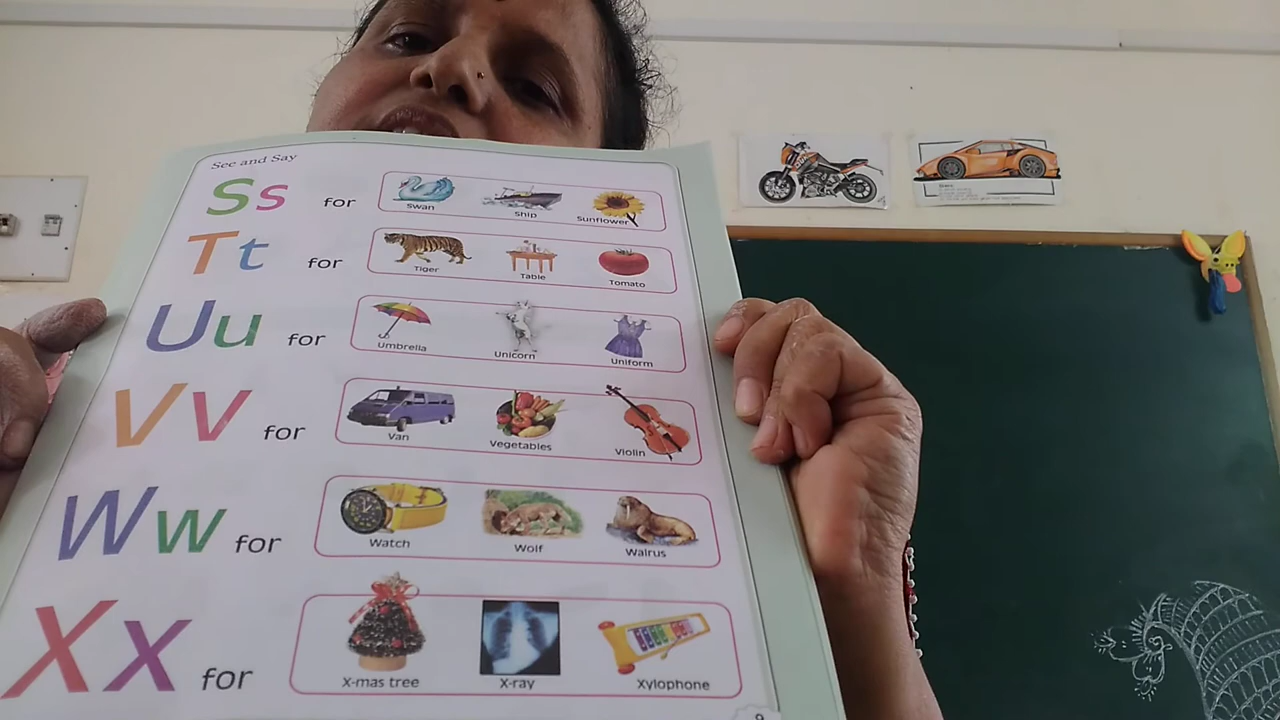 See and Say
Ss for Swan Ship Sunflower
Tt for Tiger Table Tomato
Uu for Umbrella Unicorn Uniform
Vv for Van Vegetables Violin
Ww for Watch Wolf Walrus
Xx for X-mas tree X-ray Xylophone
9